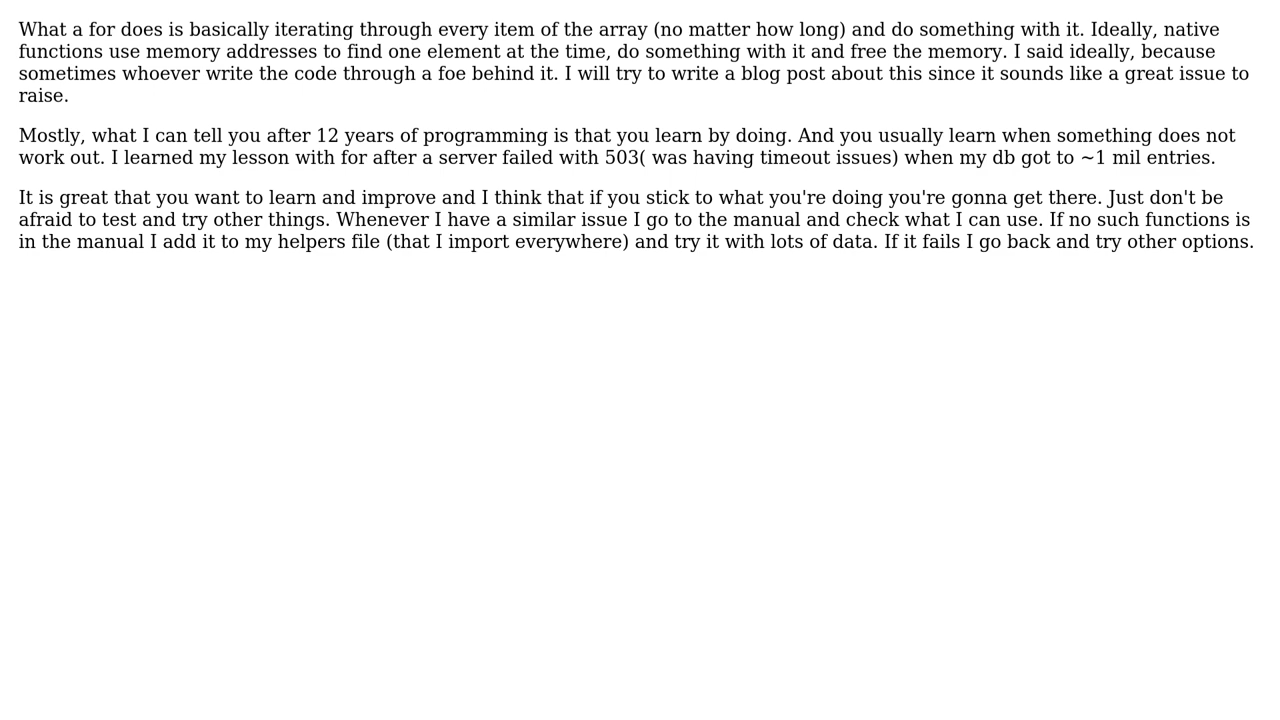 What a for does is basically iterating through every item of the array (no matter how long) and do something with it. Ideally, native
functions use memory addresses to find one element at the time, do something with it and free the memory. I said ideally, because
sometimes whoever write the code through a foe behind it. I will try to write a blog post about this since it sounds like a great issue to
raise.
Mostly, what I can tell you after 12 years of programming is that you learn by doing. And you usually learn when something does not
work out. I learned my lesson with for after a server failed with 503( was having timeout issues) when my db got to ~1 mil entries.
It is great that you want to learn and improve and I think that if you stick to what you're doing you're gonna get there. Just don't be
afraid to test and try other things. Whenever I have a similar issue I go to the manual and check what I can use. If no such functions is
in the manual I add it to my helpers file (that I import everywhere) and try it with lots of data. If it fails I go back and try other options.